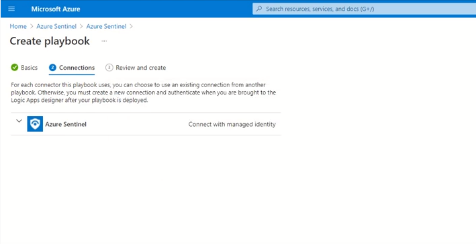 Microsoft Azure
Search resources, services, and docs (G+/)
Home > Azure Sentinel > Azure Sentinel >
Create playbook ...
Basics 2 Connections 3 Review and create
For each connector this playbook uses, you can choose to use an existing connection from another
playbook. Otherwise, you must create a new connection and authenticate when you are brought to the
Logic Apps designer after your playbook is deployed.
Azure Sentinel Connect with managed identity